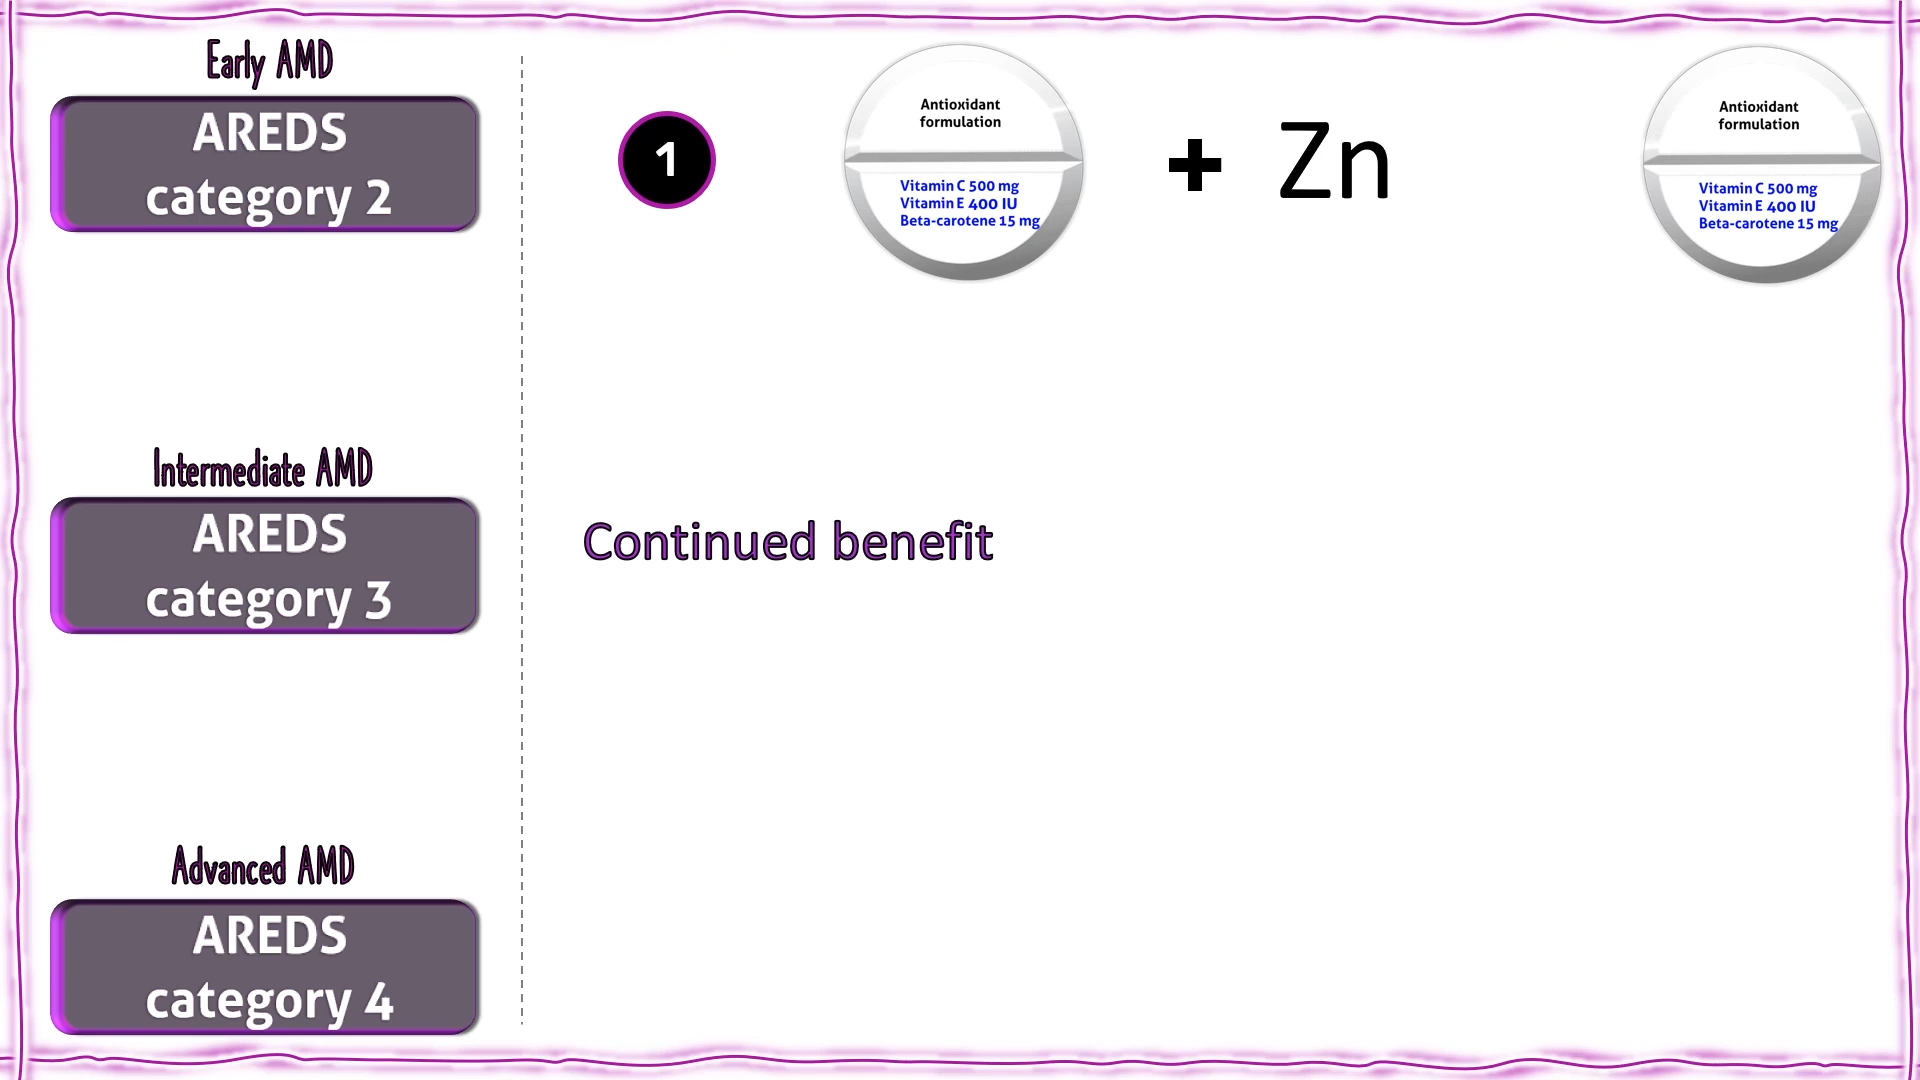 Early AMD
AREDS
category 2
1
Antioxidant
formulation
Vitamin C 500 mg
Vitamin E 400 IU
Beta-carotene 15 mg
+ Zn
Antioxidant
formulation
Vitamin C 500 mg
Vitamin E 400 IU
Beta-carotene 15 mg
Intermediate AMD
AREDS
category 3
Continued benefit
Advanced AMD
AREDS
category 4